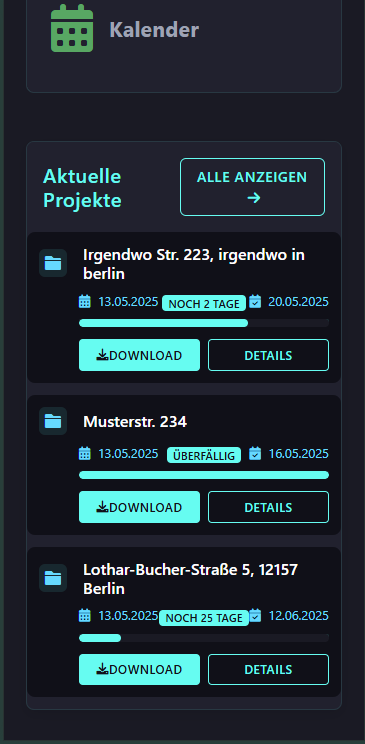 Kalender
Aktuelle
Projekte
ALLE ANZEIGEN
→
Irgendwo Str. 223, irgendwo in
berlin
13.05.2025 NOCH 2 TAGE 20.05.2025
DOWNLOAD DETAILS
Musterstr. 234
13.05.2025 ÜBERFÄLLIG 16.05.2025
DOWNLOAD DETAILS
Lothar-Bucher-Straße 5, 12157
Berlin
13.05.2025 NOCH 25 TAGE 12.06.2025
DOWNLOAD DETAILS